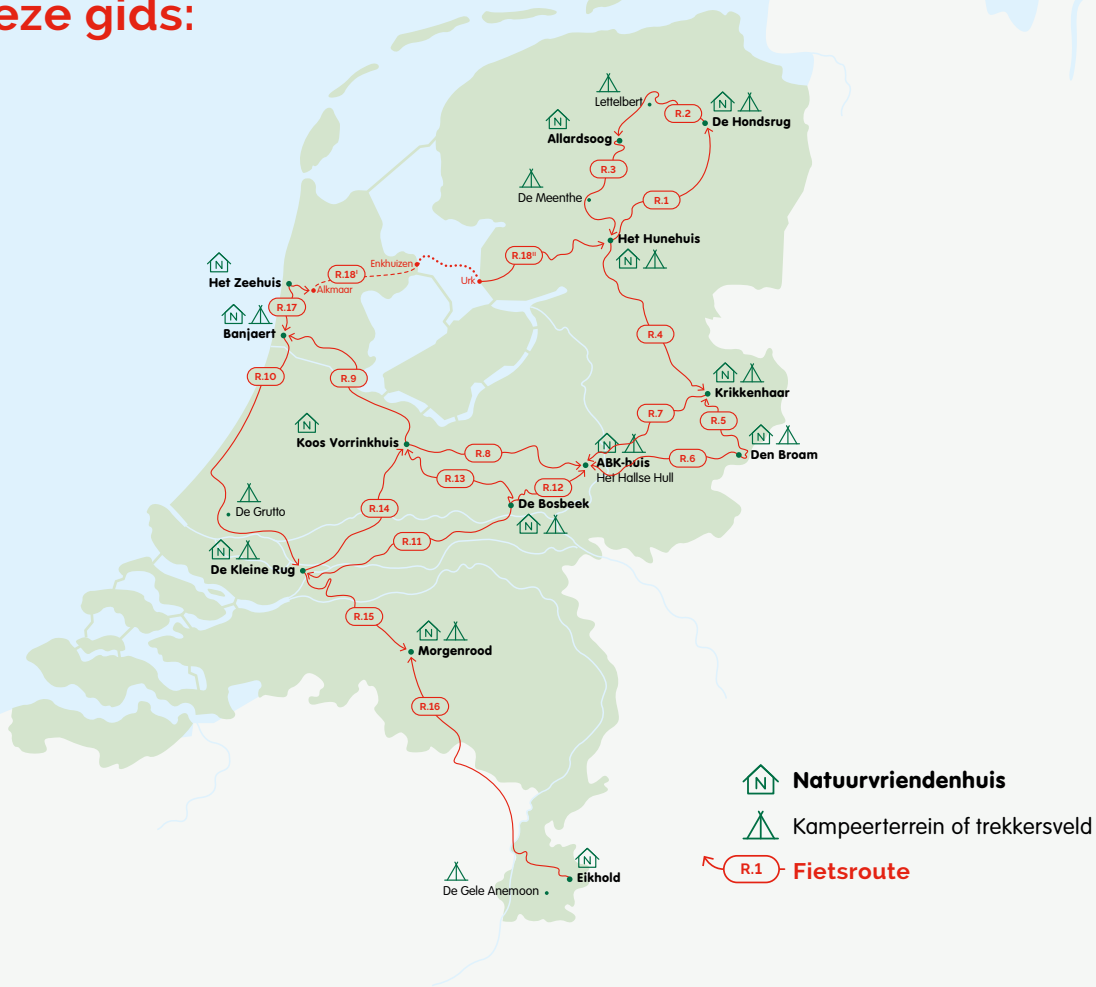 eze gids:
Lettelbert
R.2
N
De Hondsrug
N
Allardsoog
R.3
De Meenthe
R.1
Het Hunehuis
N
R.18II
Enkhuizen
Urk
R.18I
Alkmaar
N
Het Zeehuis
R.17
N
Banjaert
R.4
R.10
R.9
N
Krikkenhaar
R.7
R.5
N
Koos Vorrinkhuis
N
Den Broam
R.8
N
ABK-huis
Het Hallse Hull
R.6
R.13
R.12
De Bosbeek
N
R.14
De Grutto
R.11
N
De Kleine Rug
R.15
N
Morgenrood
R.16
N
Natuurvriendenhuis
Kampeerterrein of trekkersveld
R.1
Fietsroute
N
Eikhold
De Gele Anemoon